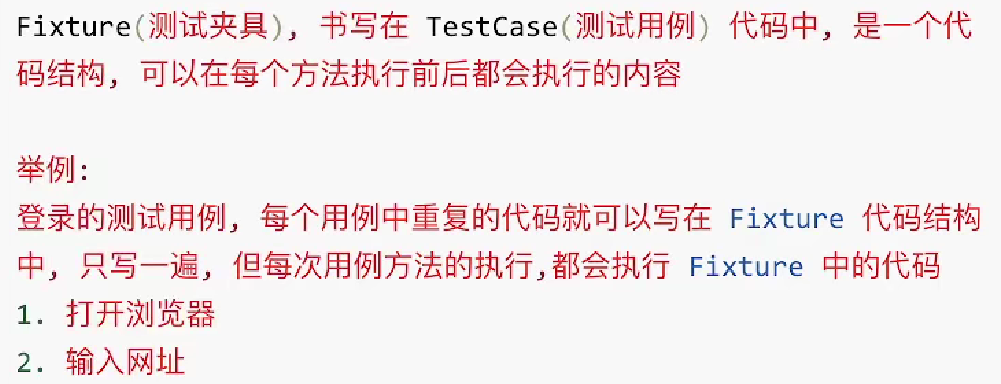 Fixture(测试夹具), 书写在 TestCase(测试用例) 代码中, 是一个代
码结构, 可以在每个方法执行前后都会执行的内容
举例:
登录的测试用例, 每个用例中重复的代码就可以写在 Fixture 代码结构
中, 只写一遍, 但每次用例方法的执行,都会执行 Fixture 中的代码
1. 打开浏览器
2. 输入网址